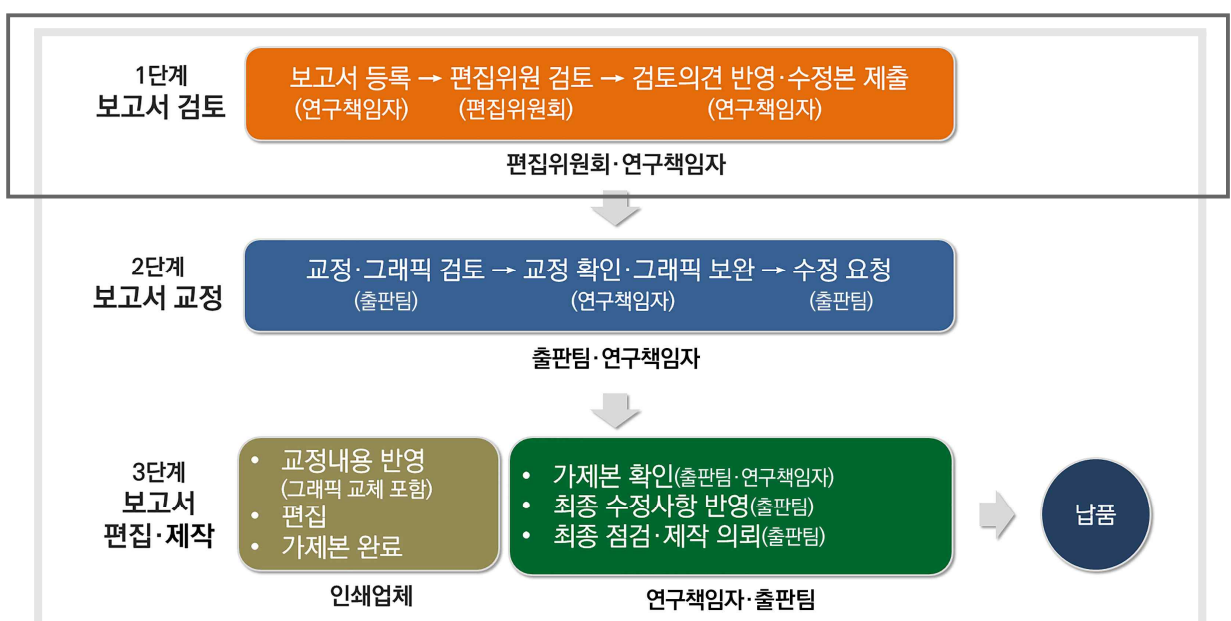 1단계
보고서 검토
보고서 등록 → 편집위원 검토 → 검토의견 반영·수정본 제출
(연구책임자) (편집위원회) (연구책임자)
편집위원회·연구책임자
2단계
보고서 교정
교정·그래픽 검토 → 교정 확인·그래픽 보완 → 수정 요청
(출판팀) (연구책임자) (출판팀)
출판팀·연구책임자
3단계
보고서
편집·제작
• 교정내용 반영
(그래픽 교체 포함)
• 편집
• 가제본 완료
인쇄업체
• 가제본 확인(출판팀·연구책임자)
• 최종 수정사항 반영(출판팀)
• 최종 점검·제작 의뢰(출판팀)
연구책임자·출판팀
납품